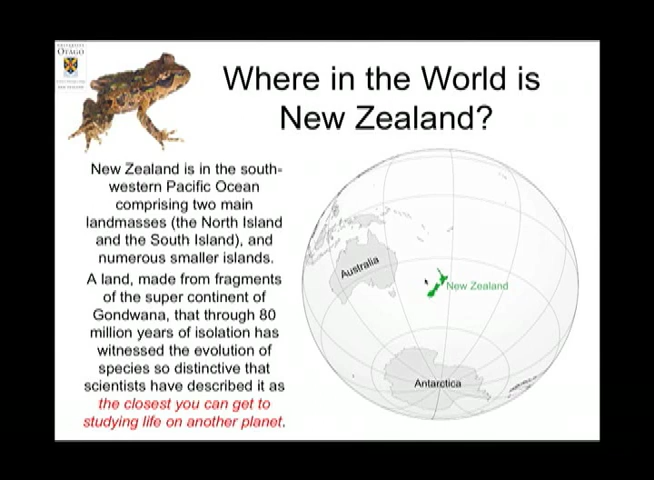 UNIVERSITY
OTAGO
Where in the World is
New Zealand?
New Zealand is in the south-
western Pacific Ocean
comprising two main
landmasses (the North Island
and the South Island), and
numerous smaller islands.
A land, made from fragments
of the super continent of
Gondwana, that through 80
million years of isolation has
witnessed the evolution of
species so distinctive that
scientists have described it as
the closest you can get to
studying life on another planet.
Australia
New Zealand
Antarctica